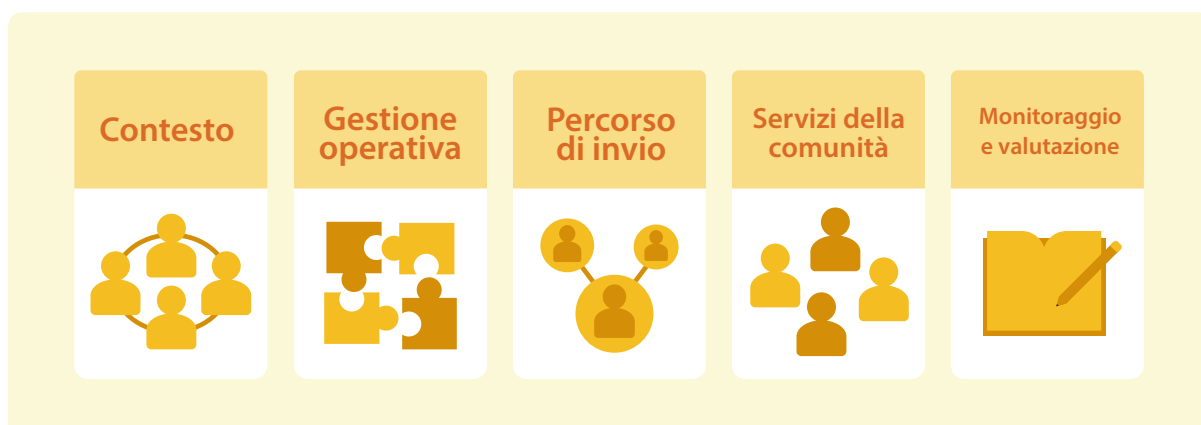 Contesto
Gestione
operativa
Percorso
di invio
Servizi della
comunità
Monitoraggio
e valutazione